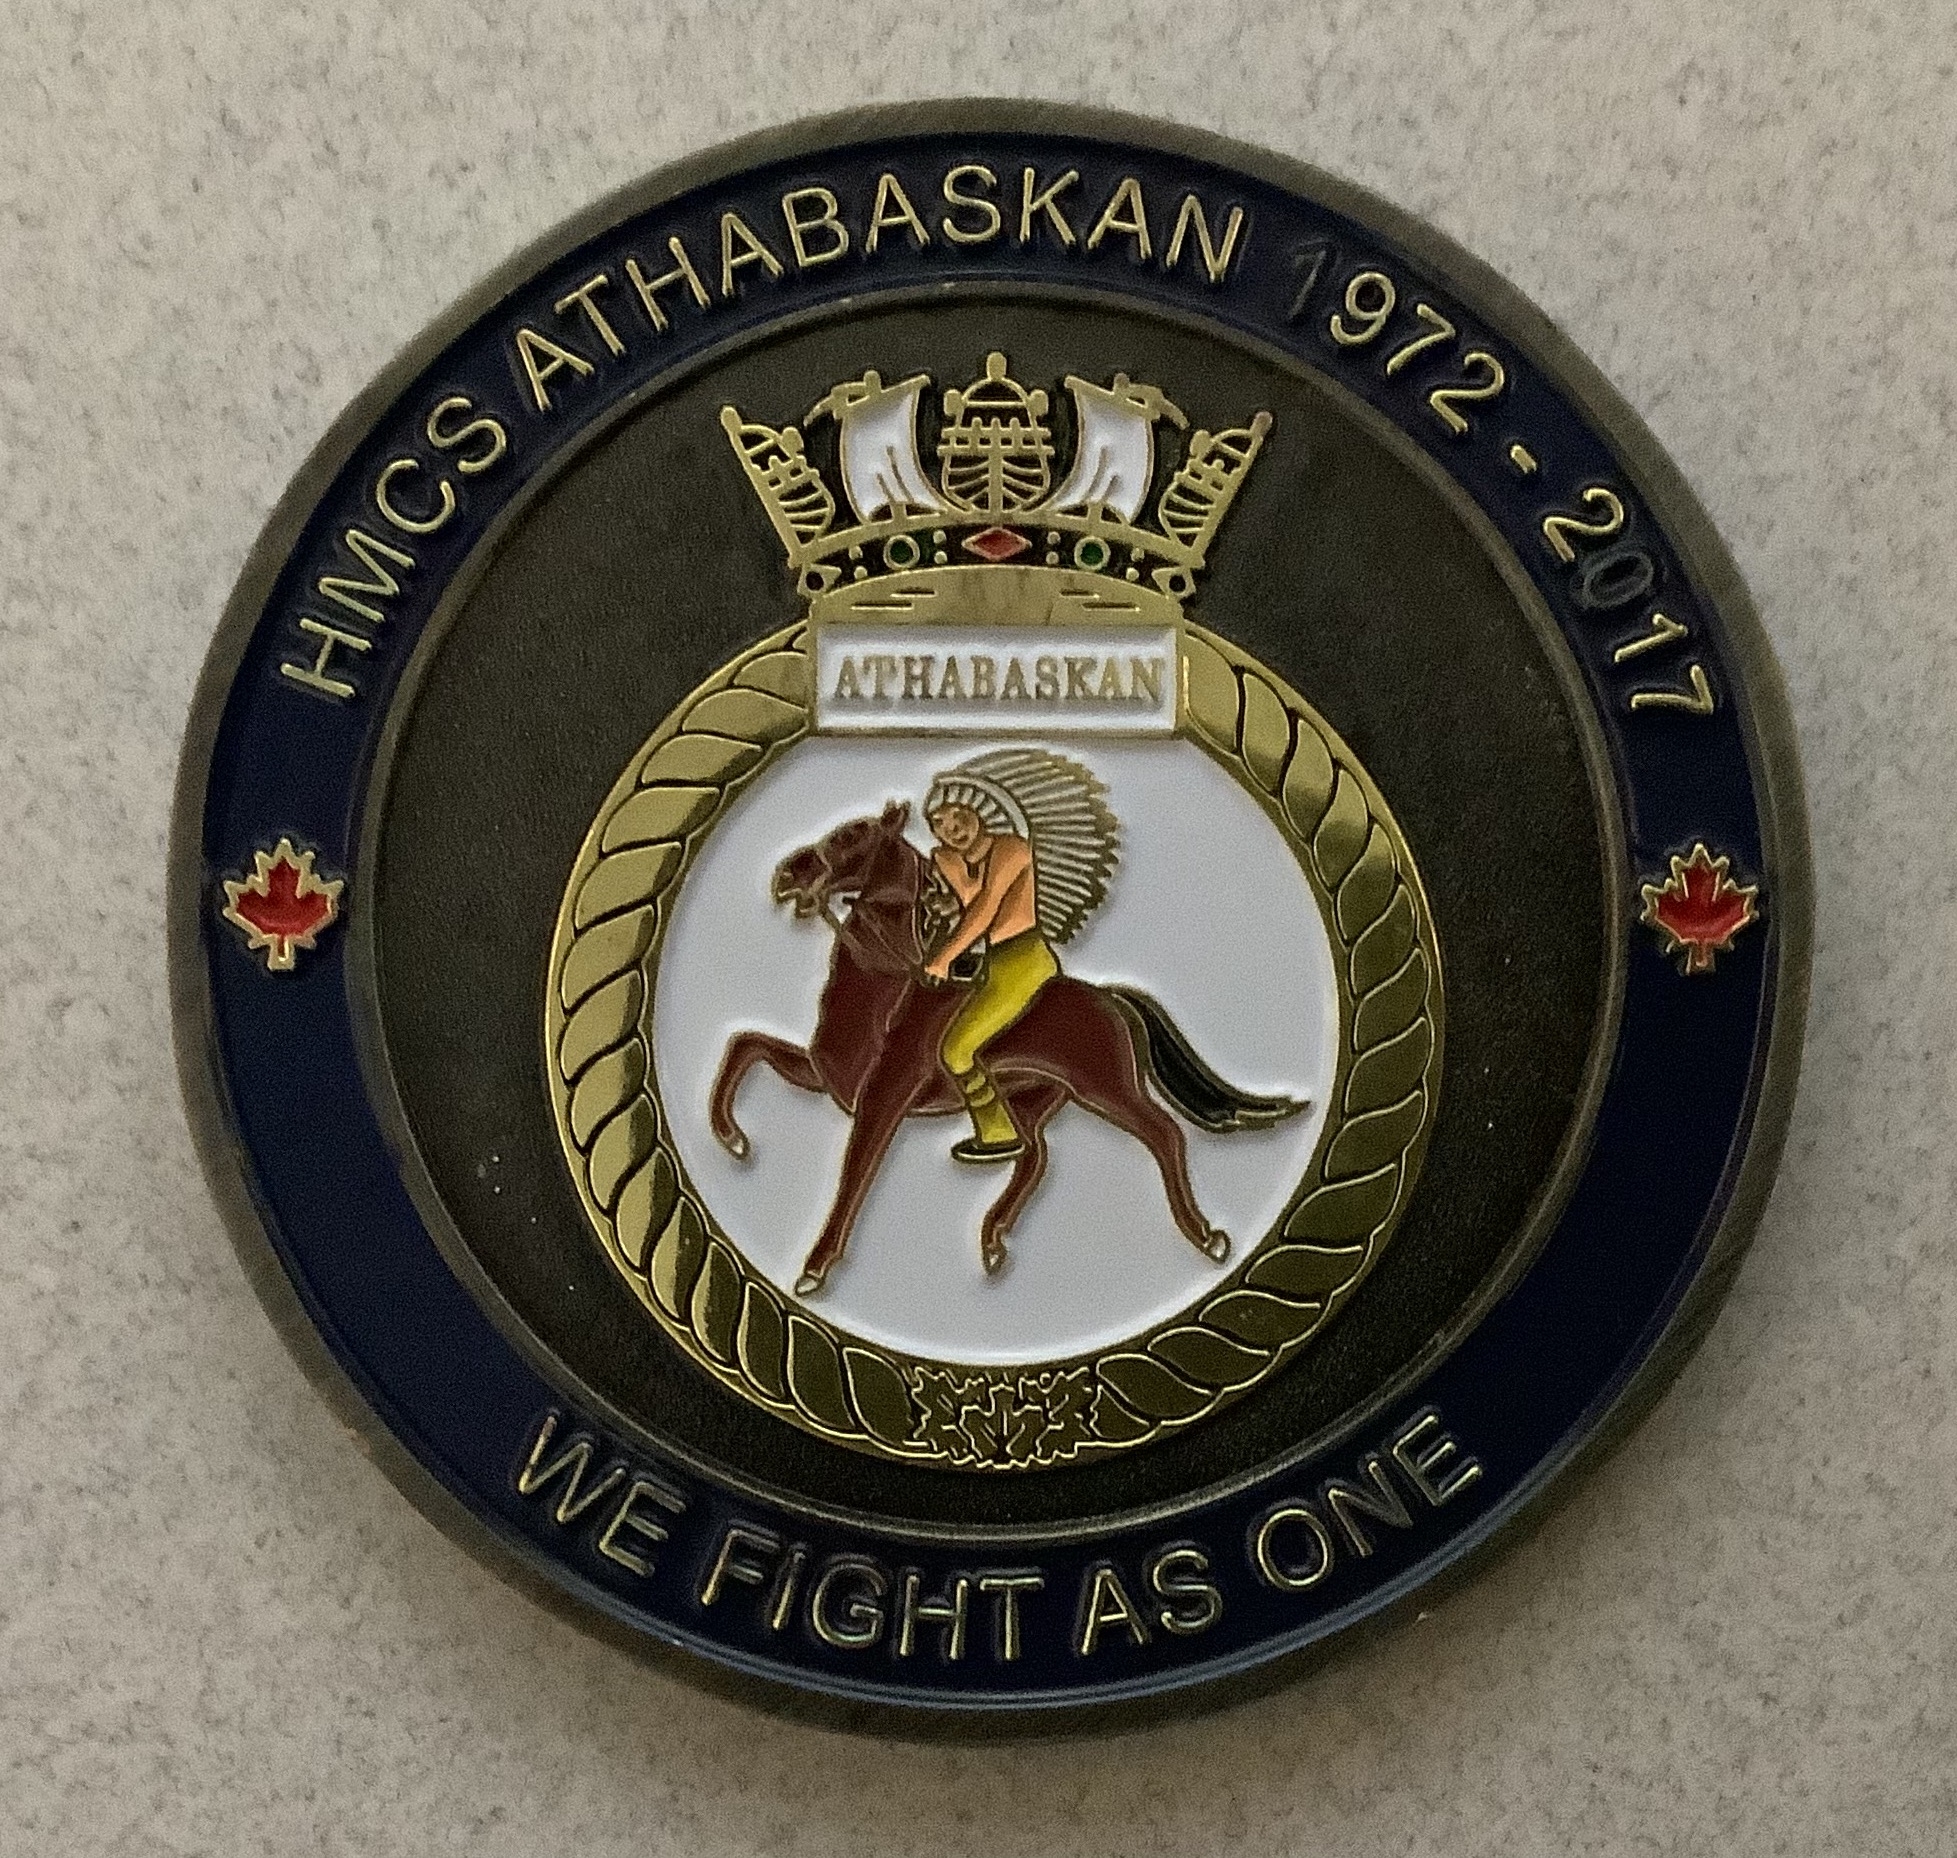 HMCS ATHABASKAN 1972 - 2017
ATHABASKAN
WE FIGHT AS ONE